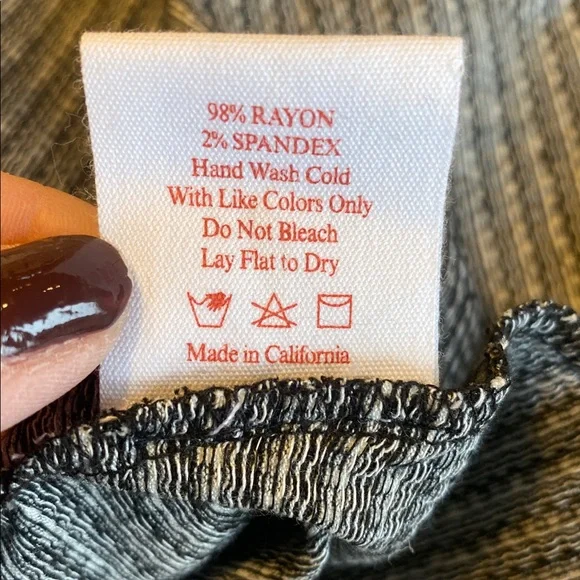 98% RAYON
2% SPANDEX
Hand Wash Cold
With Like Colors Only
Do Not Bleach
Lay Flat to Dry
Made in California